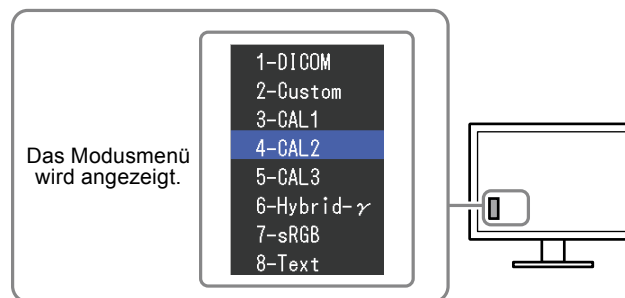 Das Modusmenü
wird angezeigt.
1-DICOM
2-Custom
3-CAL1
4-CAL2
5-CAL3
6-Hybrid-γ
7-sRGB
8-Text